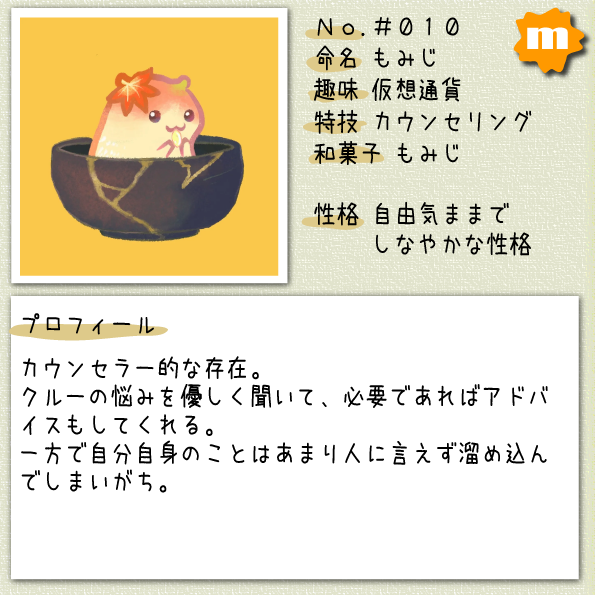 No.#010
m
命名 もみじ
趣味 仮想通貨
特技 カウンセリング
和菓子 もみじ
性格 自由気ままで
しなやかな性格
プロフィール
カウンセラー的な存在。
クルーの悩みを優しく聞いて、必要であればアドバ
イスもしてくれる。
一方で自分自身のことはあまり人に言えず溜め込ん
でしまいがち。